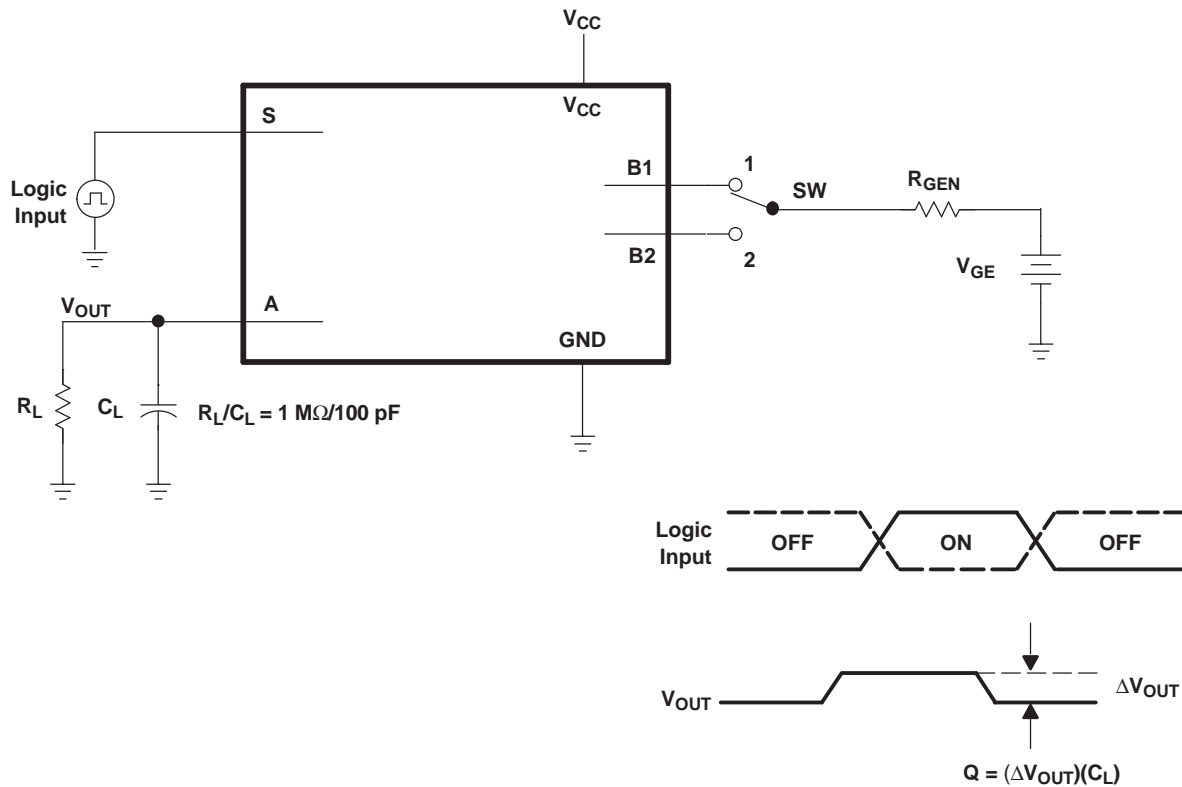 VCC
VCC
S
Logic
Input
B1
1
SW
RGEN
B2
2
VGE
VOUT
A
GND
RL
CL
RL/CL = 1 MΩ/100 pF
Logic
Input
OFF
ON
OFF
VOUT
ΔVOUT
Q = (ΔVOUT)(CL)